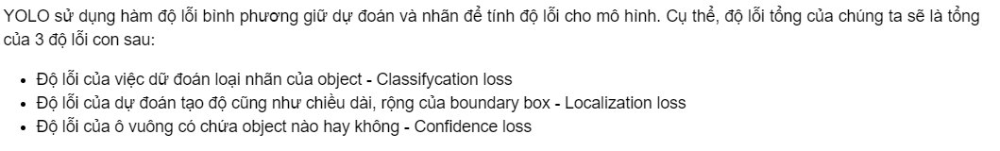 YOLO sử dụng hàm độ lỗi bình phương giữ dự đoán và nhãn để tính độ lỗi cho mô hình. Cụ thể, độ lỗi tổng của chúng ta sẽ là tổng
của 3 độ lỗi con sau:
• Độ lỗi của việc dữ đoán loại nhãn của object - Classifycation loss
• Độ lỗi của dự đoán tạo độ cũng như chiều dài, rộng của boundary box - Localization loss
• Độ lỗi của ô vuông có chứa object nào hay không - Confidence loss